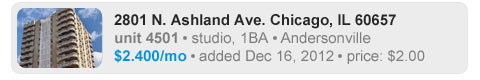 2801 N. Ashland Ave. Chicago, IL 60657
unit 4501 • studio, 1BA • Andersonville
$2.400/mo • added Dec 16, 2012 • price: $2.00